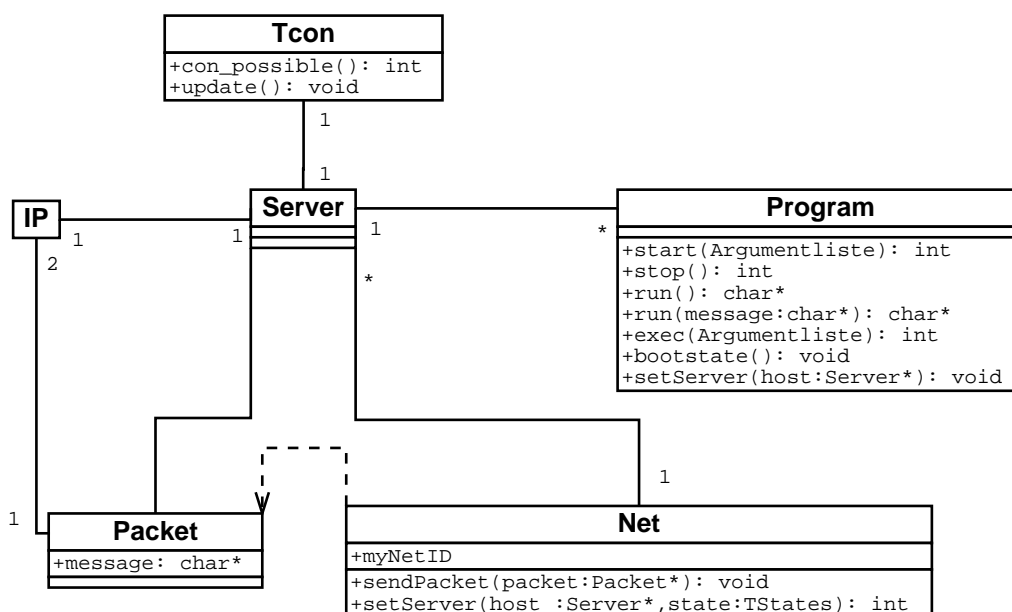 Tcon
+con_possible(): int
+update(): void
1
1
IP
Server
Program
1
1
1
*
2
*
+start(Argumentliste): int
+stop(): int
+run(): char*
+run(message:char*): char*
+exec(Argumentliste): int
+bootstate(): void
+setServer(host:Server*): void
1
1
Packet
+message: char*
Net
+myNetID
+sendPacket(packet:Packet*): void
+setServer(host :Server*,state:TStates): int